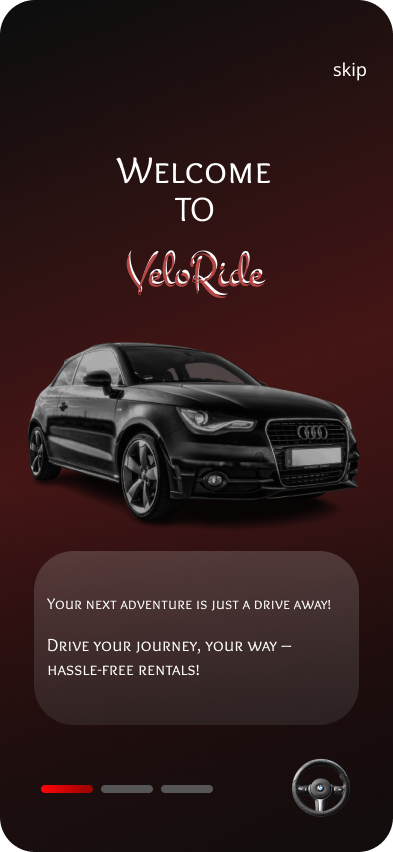 skip
Welcome
TO
VeloRide
Your next adventure is just a drive away!
Drive your journey, your way –
hassle-free rentals!